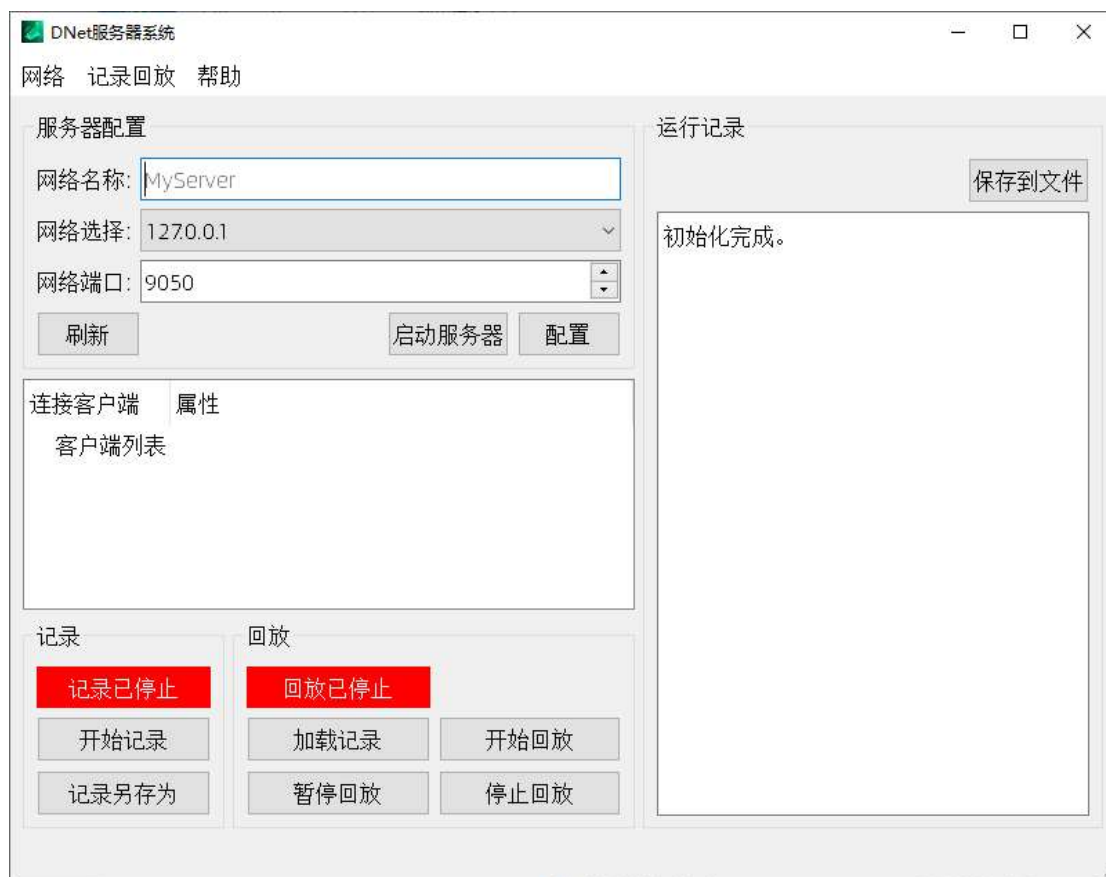 DNet服务器系统
网络 记录回放 帮助
服务器配置
网络名称: MyServer
网络选择: 127.0.0.1
网络端口: 9050
刷新 启动服务器 配置
连接客户端 属性
客户端列表
记录
记录已停止
开始记录
记录另存为
回放
回放已停止
加载记录 开始回放
暂停回放 停止回放
运行记录
保存到文件
初始化完成。